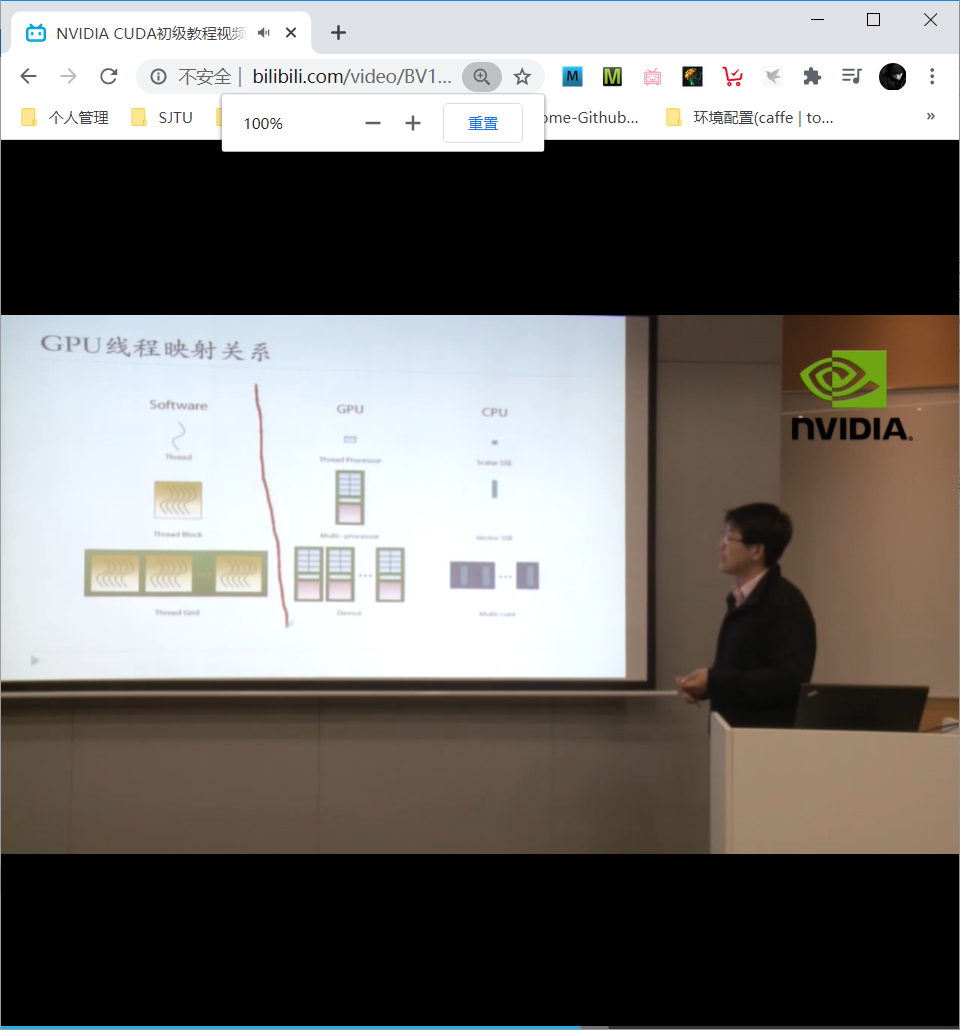 NVIDIA CUDA初级教程视频
不安全 | bilibili.com/video/BV1...
个人管理
SJTU
ome-Github...
环境配置(caffe | to...
»
100%
重置
GPU线程映射关系
Software
GPU
CPU
Thread
Thread Processor
Scalar SSE
Thread Block
Multi-processor
Vector SSE
Thread Grid
Device
Multi-core
NVIDIA.